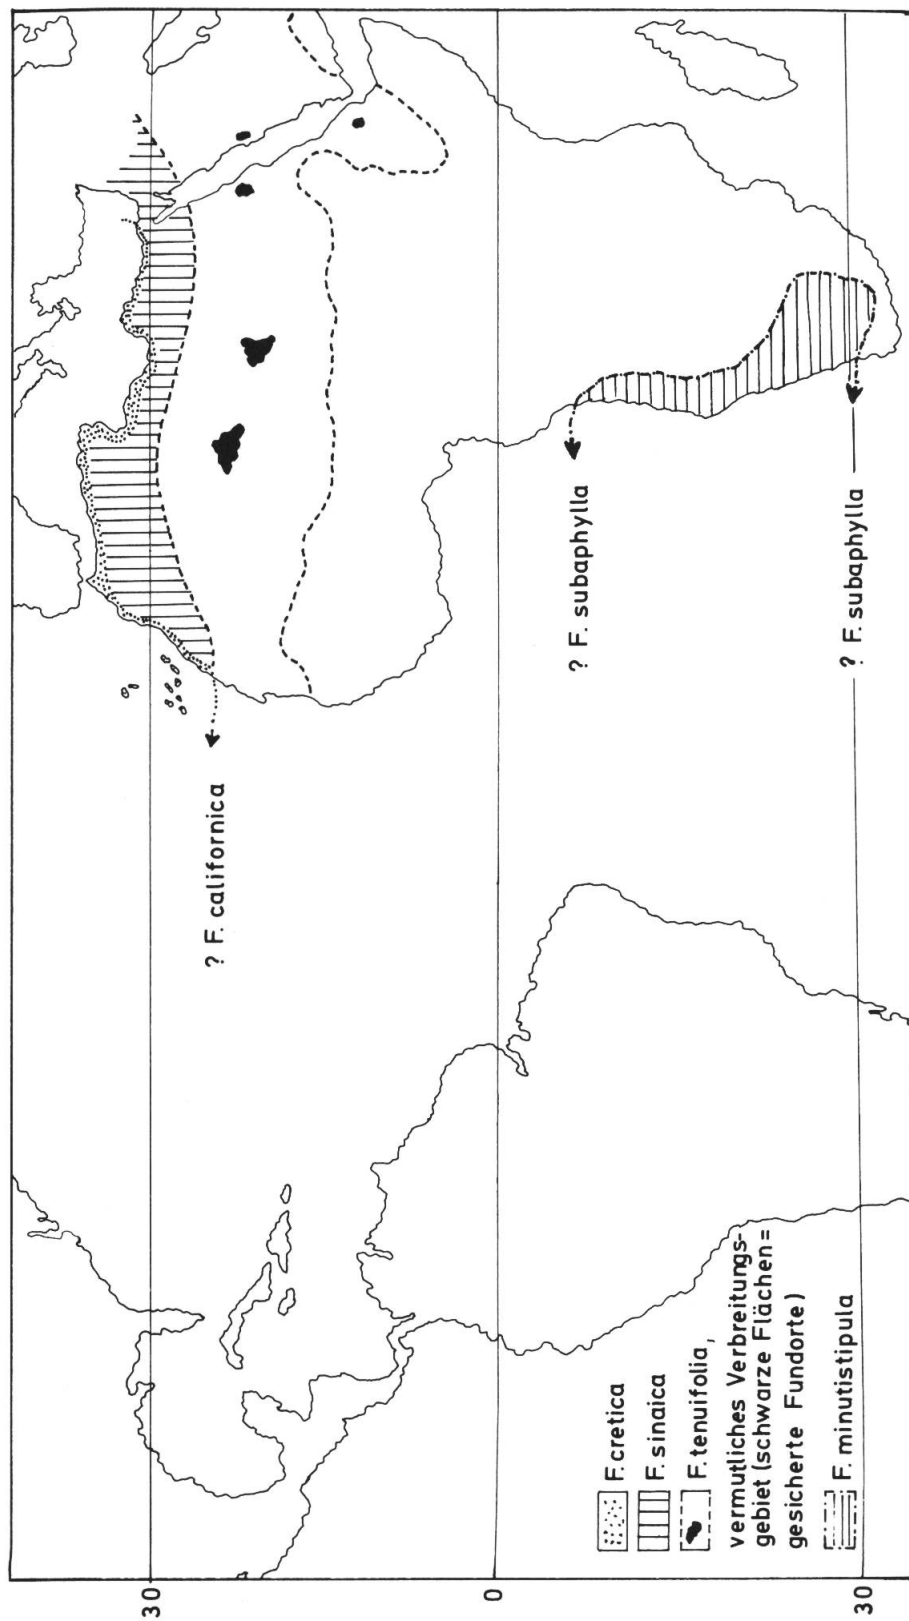 ? F. californica
? F. subaphylla
? F. subaphylla
30
0
30
F. cretica
F. sinaica
F. tenuifolia,
vermutliches Verbreitungs-
gebiet (schwarze Flächen=
gesicherte Fundorte)
F. minutistipula